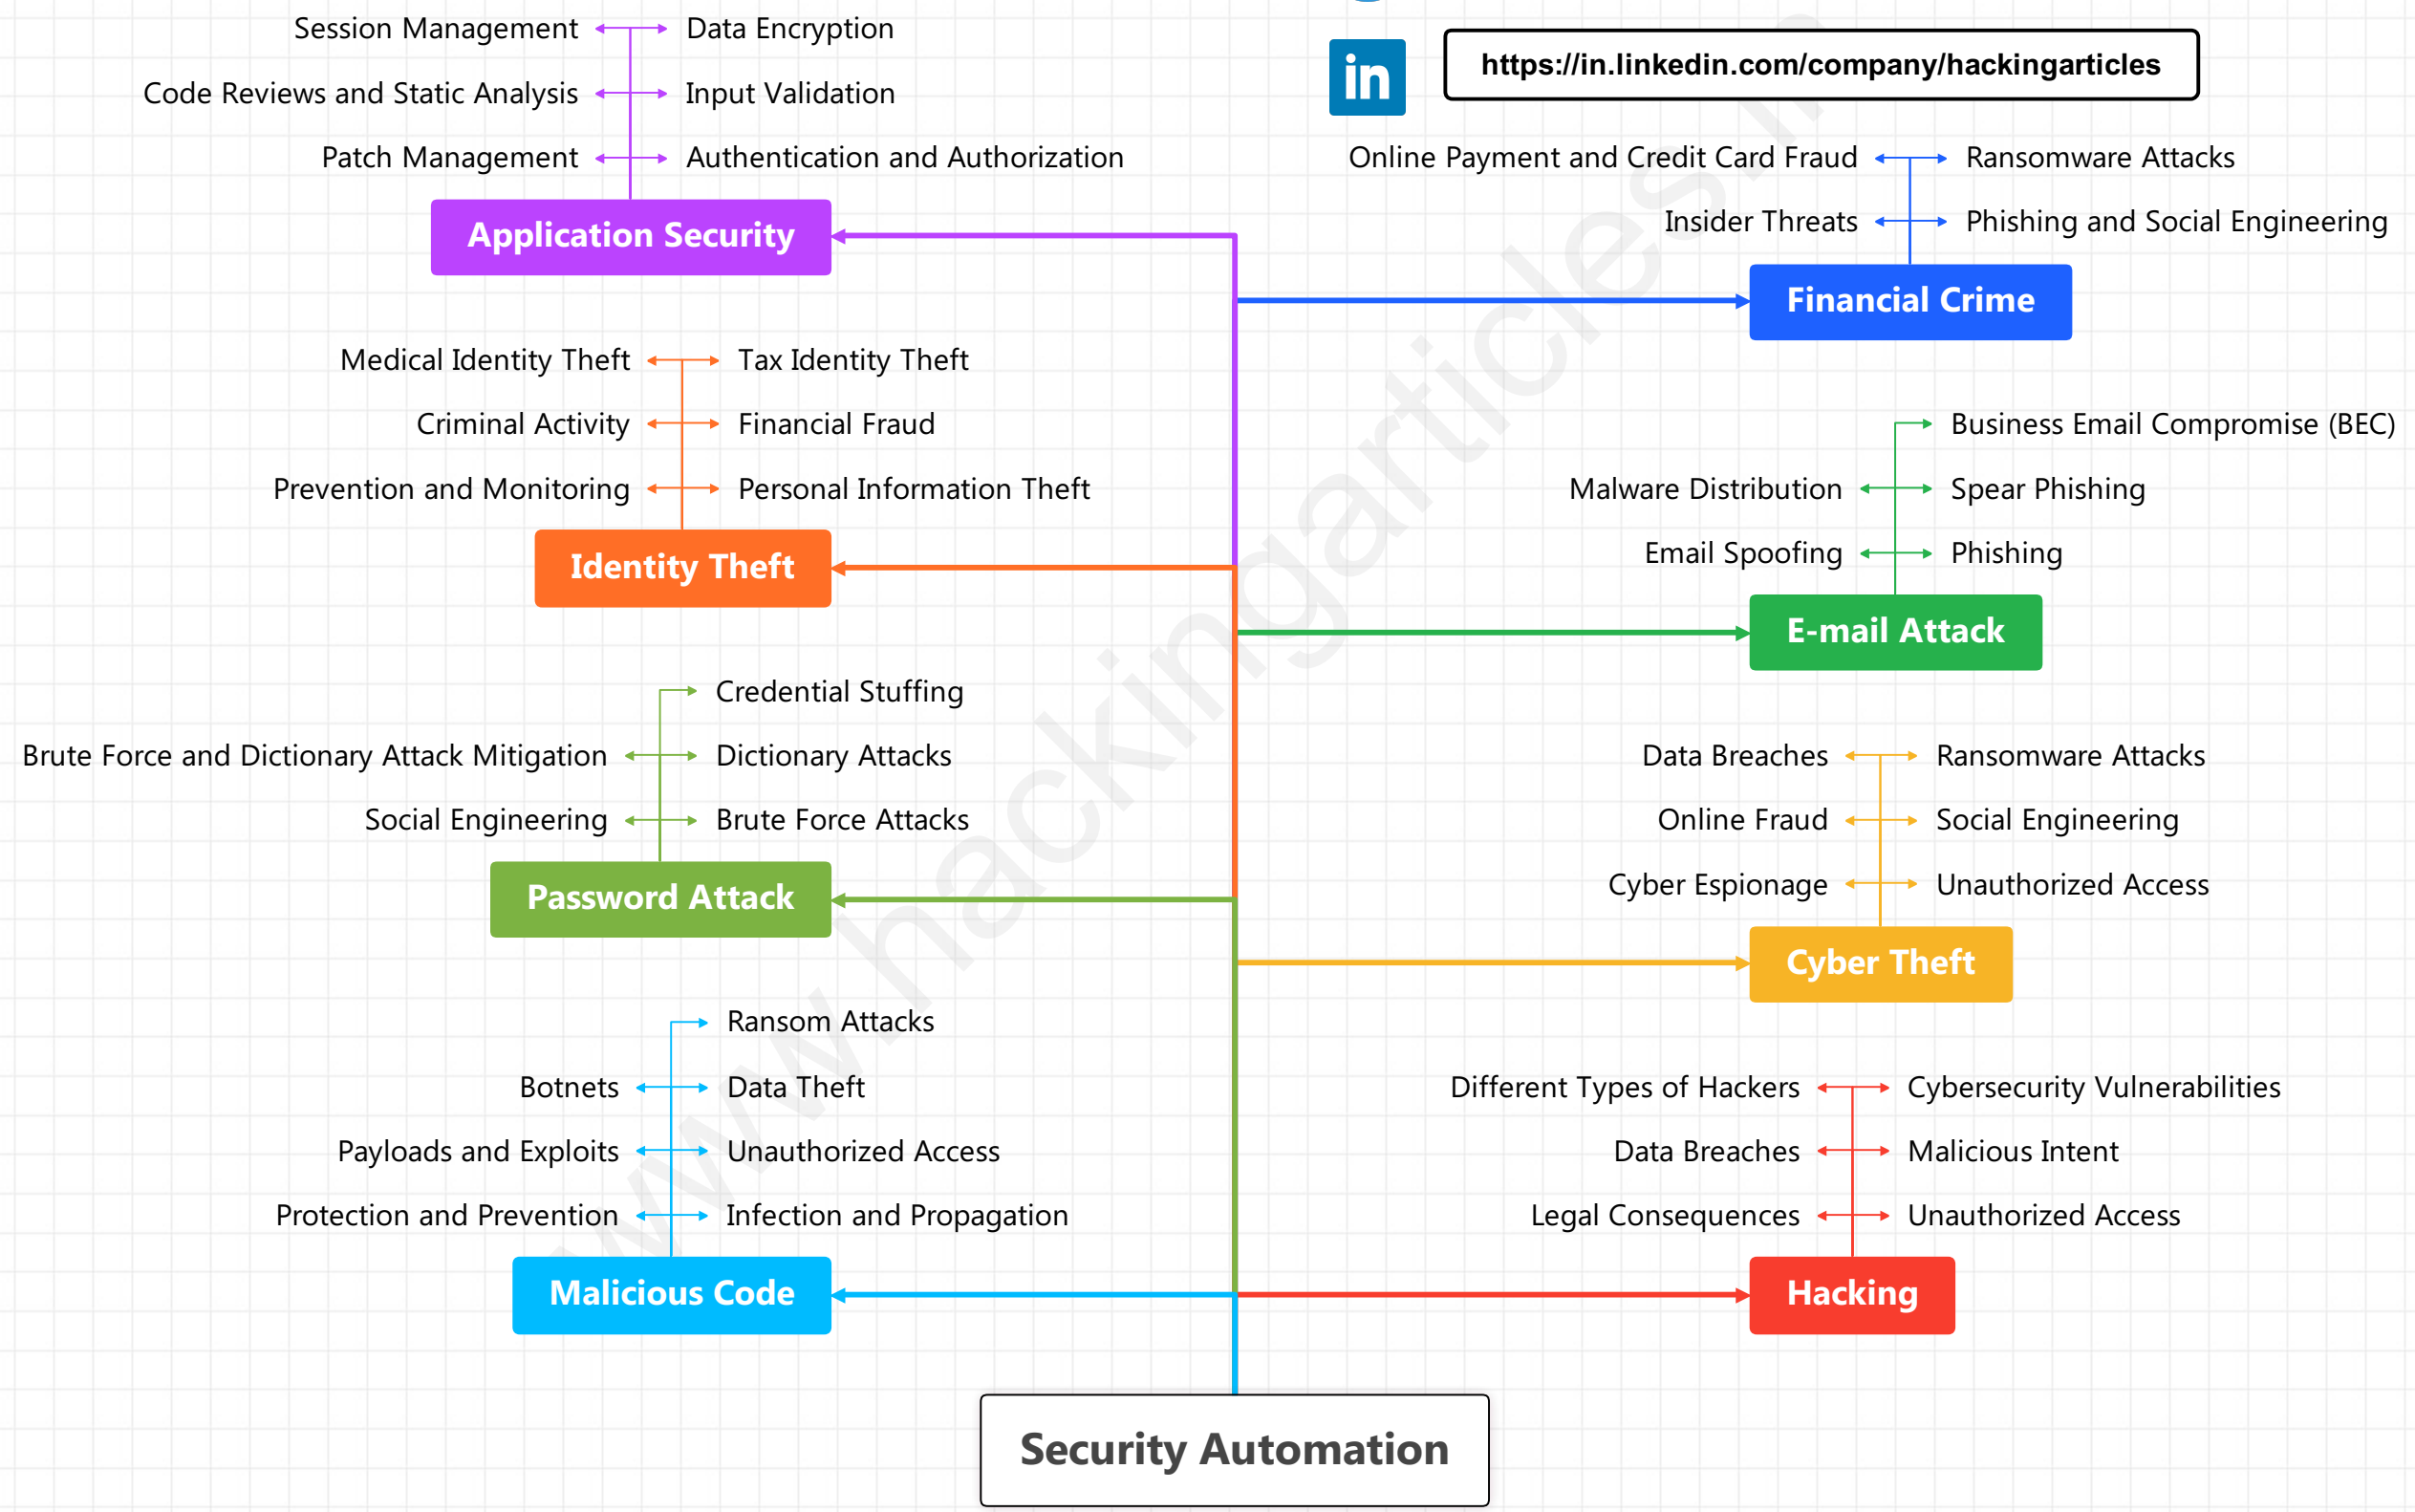 Session Management
Data Encryption
Code Reviews and Static Analysis
Input Validation
Patch Management
Authentication and Authorization
Application Security
in
https://in.linkedin.com/company/hackingarticles
Online Payment and Credit Card Fraud
Ransomware Attacks
Insider Threats
Phishing and Social Engineering
Financial Crime
Medical Identity Theft
Tax Identity Theft
Criminal Activity
Financial Fraud
Prevention and Monitoring
Personal Information Theft
Identity Theft
Business Email Compromise (BEC)
Malware Distribution
Spear Phishing
Email Spoofing
Phishing
E-mail Attack
Credential Stuffing
Brute Force and Dictionary Attack Mitigation
Dictionary Attacks
Social Engineering
Brute Force Attacks
Password Attack
Data Breaches
Ransomware Attacks
Online Fraud
Social Engineering
Cyber Espionage
Unauthorized Access
Cyber Theft
Ransom Attacks
Botnets
Data Theft
Payloads and Exploits
Unauthorized Access
Protection and Prevention
Infection and Propagation
Malicious Code
Different Types of Hackers
Cybersecurity Vulnerabilities
Data Breaches
Malicious Intent
Legal Consequences
Unauthorized Access
Hacking
Security Automation
www.hackingarticles.in